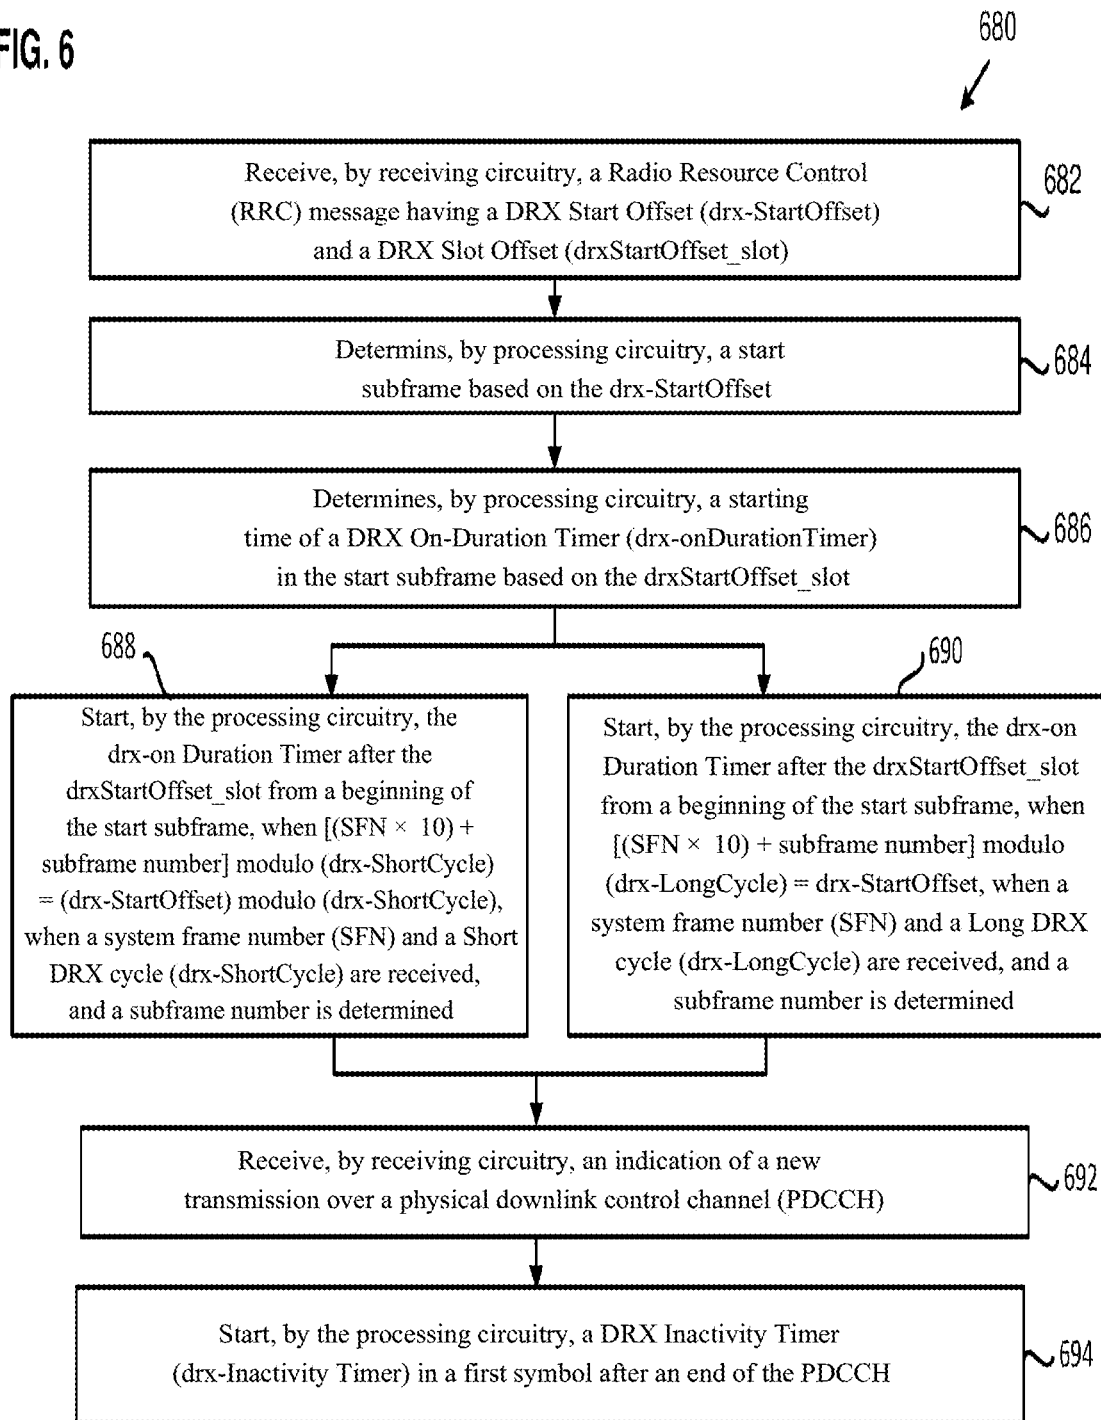 FIG. 6
680
Receive, by receiving circuitry, a Radio Resource Control
(RRC) message having a DRX Start Offset (drx-StartOffset)
and a DRX Slot Offset (drxStartOffset_slot)
682
Determins, by processing circuitry, a start
subframe based on the drx-StartOffset
684
Determines, by processing circuitry, a starting
time of a DRX On-Duration Timer (drx-onDurationTimer)
in the start subframe based on the drxStartOffset_slot
686
688
Start, by the processing circuitry, the
drx-on Duration Timer after the
drxStartOffset_slot from a beginning of
the start subframe, when [(SFN × 10) +
subframe number] modulo (drx-ShortCycle)
= (drx-StartOffset) modulo (drx-ShortCycle),
when a system frame number (SFN) and a Short
DRX cycle (drx-ShortCycle) are received,
and a subframe number is determined
690
Start, by the processing circuitry, the drx-on
Duration Timer after the drxStartOffset_slot
from a beginning of the start subframe, when
[(SFN × 10) + subframe number] modulo
(drx-LongCycle) = drx-StartOffset, when a
system frame number (SFN) and a Long DRX
cycle (drx-LongCycle) are received, and a
subframe number is determined
Receive, by receiving circuitry, an indication of a new
transmission over a physical downlink control channel (PDCCH)
692
Start, by the processing circuitry, a DRX Inactivity Timer
(drx-Inactivity Timer) in a first symbol after an end of the PDCCH
694